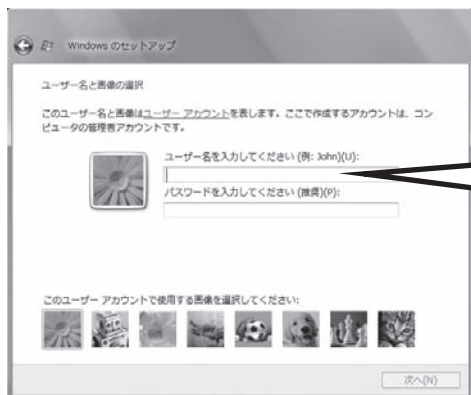 Windows のセットアップ
ユーザー名と画像の選択
このユーザー名と画像はユーザー アカウントを表します。ここで作成するアカウントは、コン
ピュータの管理者アカウントです。
ユーザー名を入力してください (例: John)(U):
パスワードを入力してください (推奨)(P):
このユーザー アカウントで使用する画像を選択してください:
次へ(N)